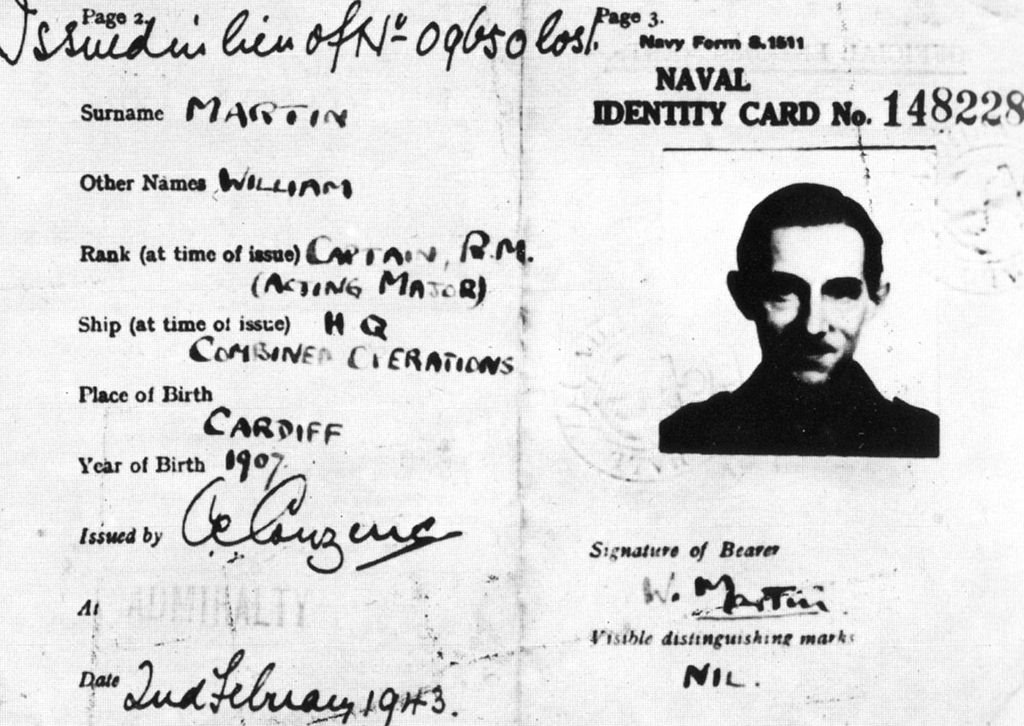 Page 2.
Issued in lieu of No 09650 lost.
Surname MARTIN
Other Names WILLIAM
Rank (at time of issue) CAPTAIN, R.M.
(ACTING MAJOR)
Ship (at time of issue) H Q
COMBINED OPERATIONS
Place of Birth
CARDIFF
Year of Birth 1907
Issued by
At ADMIRALTY
Date 2nd February 1943.
Page 3.
Navy Form S.1511
NAVAL
IDENTITY CARD No. 148228
Signature of Bearer
W. Martin
Visible distinguishing marks
NIL.